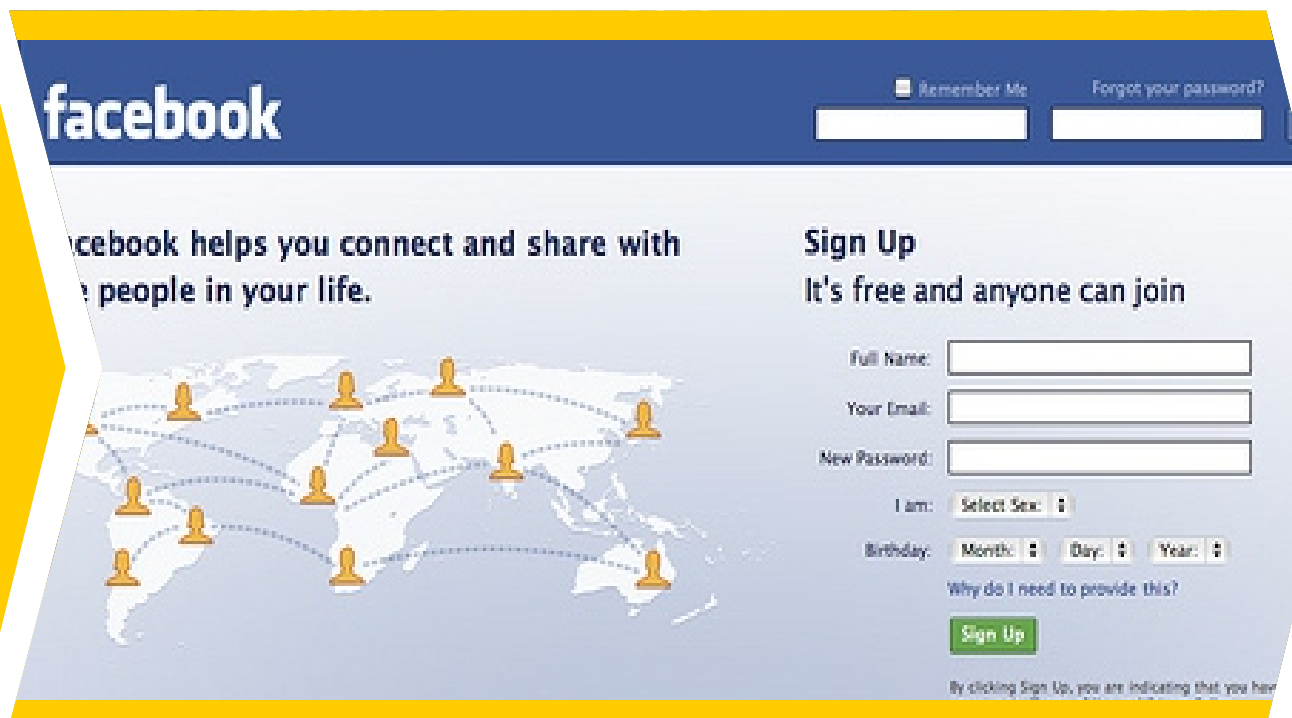 facebook
Remember Me
Forgot your password?
acebook helps you connect and share with
e people in your life.
Sign Up
It's free and anyone can join
Full Name:
Your Email:
New Password:
I am: Select Sex:
Birthday: Month: Day: Year:
Why do I need to provide this?
Sign Up
By clicking Sign Up, you are indicating that you have